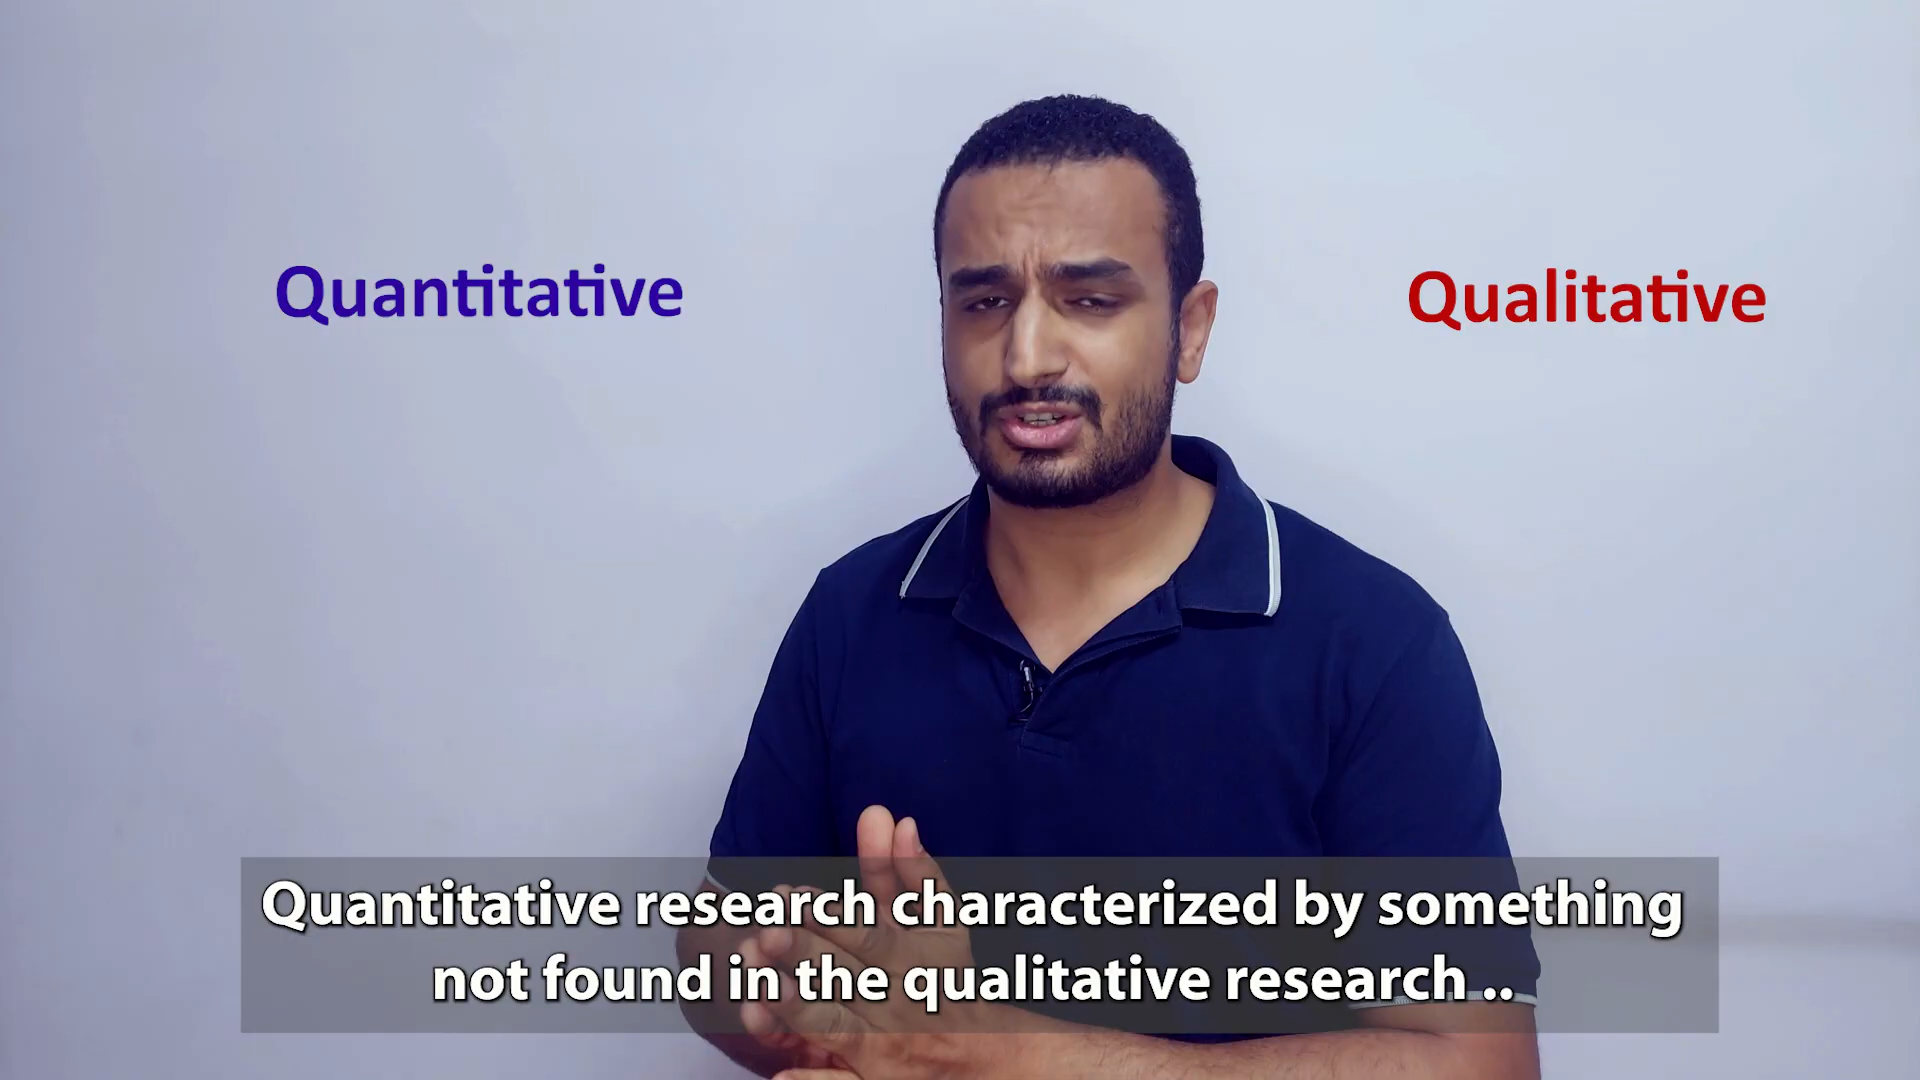 Quantitative
Qualitative
Quantitative research characterized by something
not found in the qualitative research ..